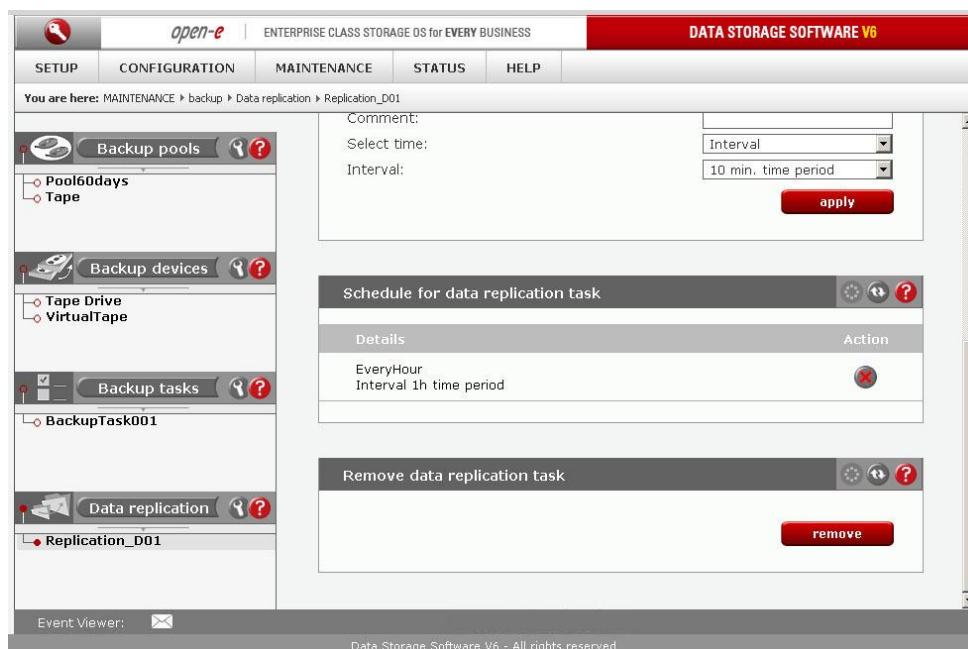 open-e ENTERPRISE CLASS STORAGE OS for EVERY BUSINESS DATA STORAGE SOFTWARE V6
SETUP CONFIGURATION MAINTENANCE STATUS HELP
You are here: MAINTENANCE backup Data replication Replication_D01
Backup pools ?
Pool60days
Tape
Backup devices ?
Tape Drive
VirtualTape
Backup tasks ?
BackupTask001
Data replication ?
Replication_D01
Comment:
Select time: Interval
Interval: 10 min. time period
apply
Schedule for data replication task ?
Details Action
EveryHour
Interval 1h time period
Remove data replication task ?
remove
Event Viewer:
Data Storage Software V6 - All rights reserved